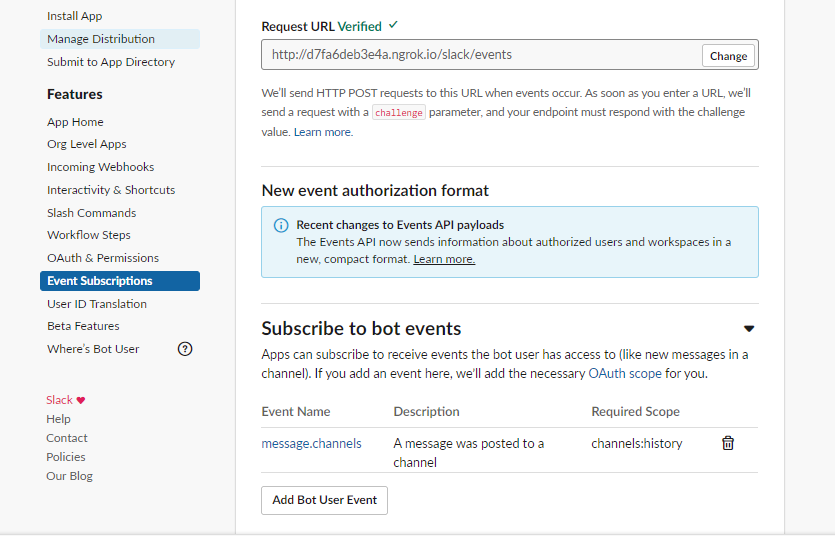 Install App
Manage Distribution
Submit to App Directory
Features
App Home
Org Level Apps
Incoming Webhooks
Interactivity & Shortcuts
Slash Commands
Workflow Steps
OAuth & Permissions
Event Subscriptions
User ID Translation
Beta Features
Where's Bot User
?
Slack ♥
Help
Contact
Policies
Our Blog
Request URL Verified ✓
http://d7fa6deb3e4a.ngrok.io/slack/events
Change
We'll send HTTP POST requests to this URL when events occur. As soon as you enter a URL, we'll
send a request with a challenge parameter, and your endpoint must respond with the challenge
value. Learn more.
New event authorization format
Recent changes to Events API payloads
The Events API now sends information about authorized users and workspaces in a
new, compact format. Learn more.
Subscribe to bot events
Apps can subscribe to receive events the bot user has access to (like new messages in a
channel). If you add an event here, we'll add the necessary OAuth scope for you.
Event Name Description Required Scope
message.channels A message was posted to a channels:history
channel
Add Bot User Event